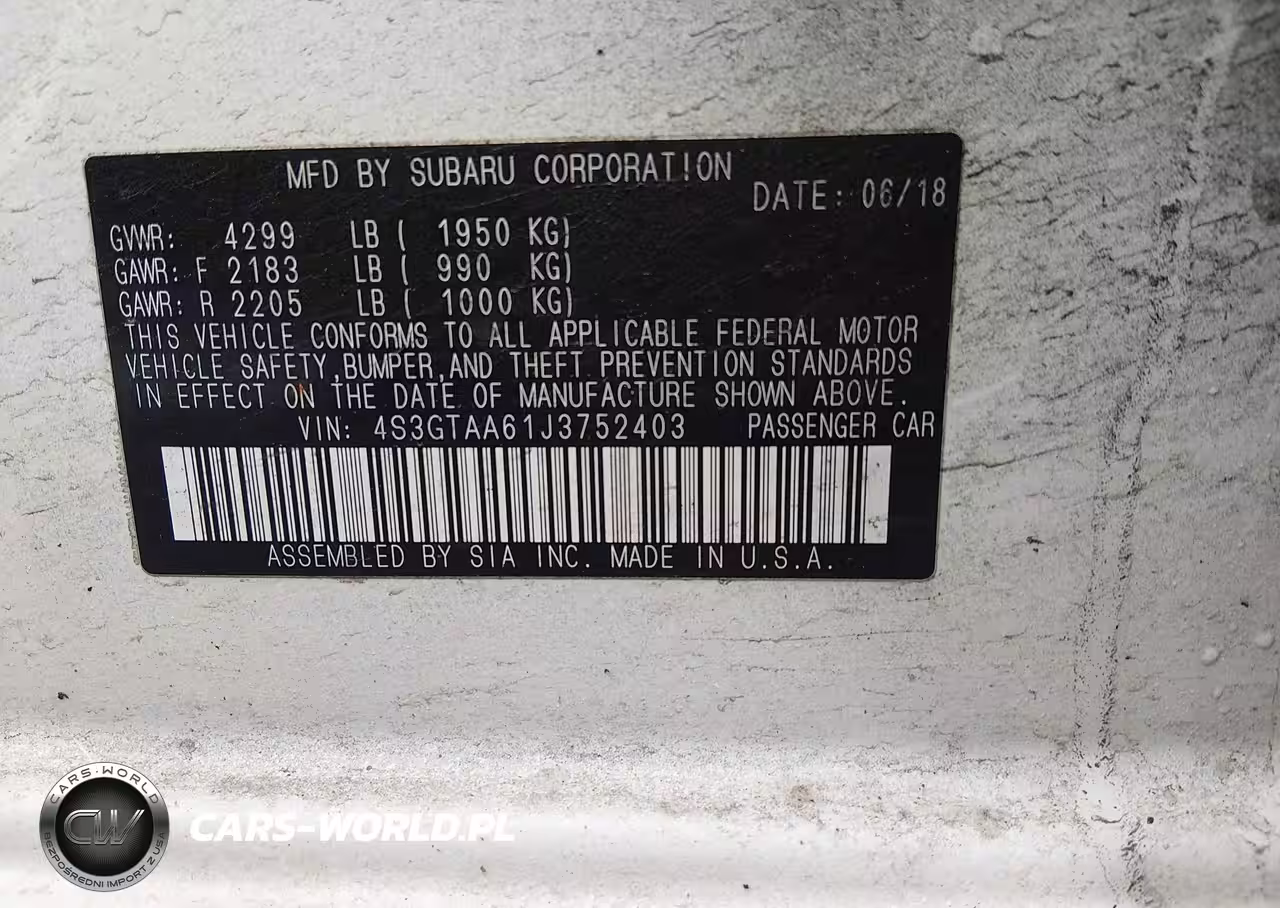 MFD BY SUBARU CORPORATION
DATE: 06/18
GVWR: 4299 LB ( 1950 KG)
GAWR: F 2183 LB ( 990 KG)
GAWR: R 2205 LB ( 1000 KG)
THIS VEHICLE CONFORMS TO ALL APPLICABLE FEDERAL MOTOR
VEHICLE SAFETY,BUMPER,AND THEFT PREVENTION STANDARDS
IN EFFECT ON THE DATE OF MANUFACTURE SHOWN ABOVE.
VIN: 4S3GTAA61J3752403 PASSENGER CAR
ASSEMBLED BY SIA INC. MADE IN U.S.A.
CARS-WORLD
CW
BEZPOŚREDNI IMPORT Z USA
CARS-WORLD.PL